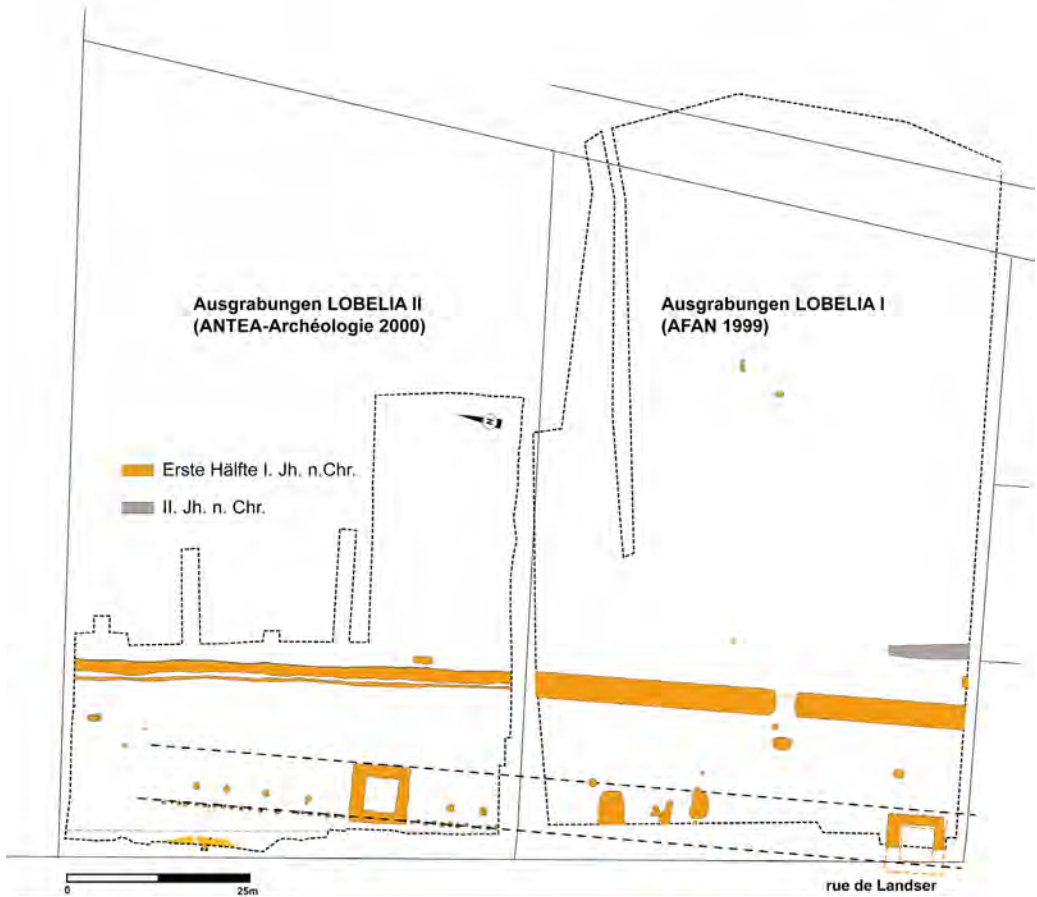 Ausgrabungen LOBELIA II
(ANTEA-Archéologie 2000)
Ausgrabungen LOBELIA I
(AFAN 1999)
N
Erste Hälfte I. Jh. n.Chr.
II. Jh. n. Chr.
0
25m
rue de Landser